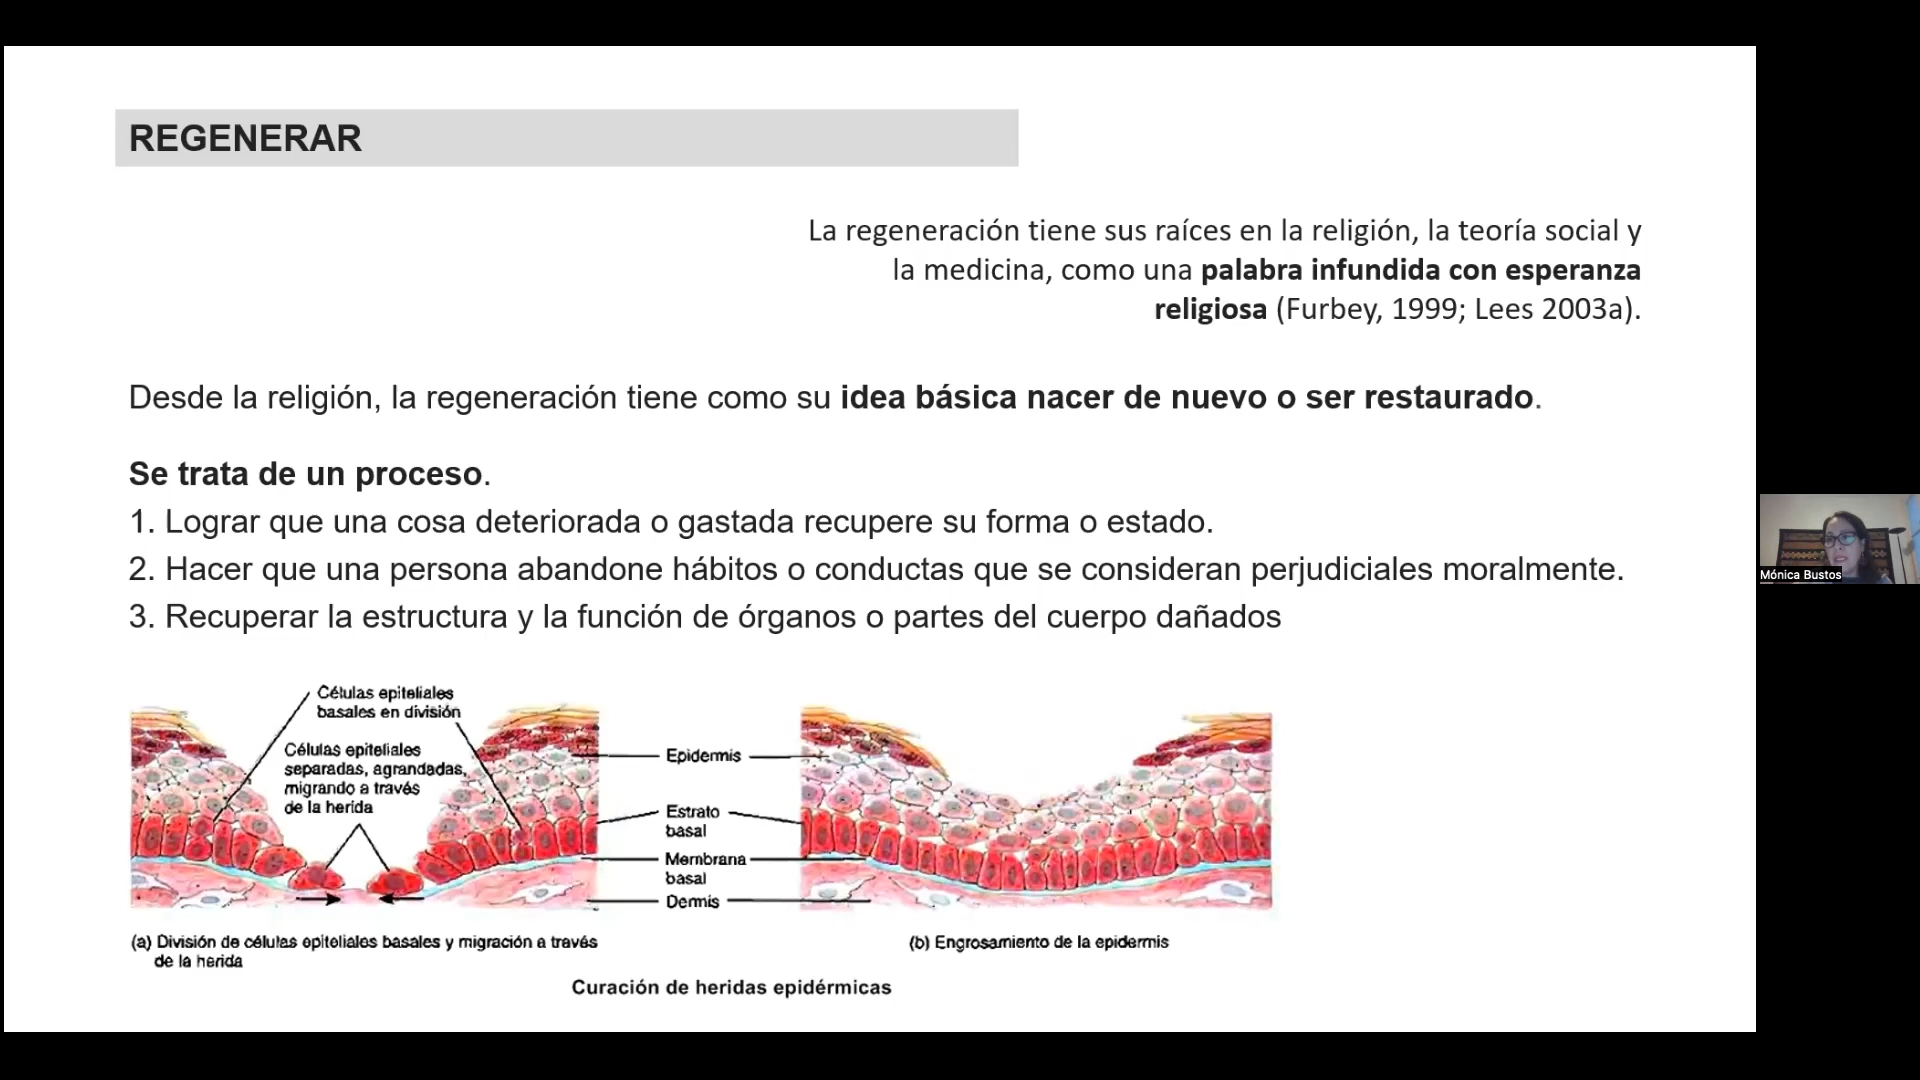 REGENERAR
La regeneración tiene sus raíces en la religión, la teoría social y
la medicina, como una palabra infundida con esperanza
religiosa (Furbey, 1999; Lees 2003a).
Desde la religión, la regeneración tiene como su idea básica nacer de nuevo o ser restaurado.
Se trata de un proceso.
1. Lograr que una cosa deteriorada o gastada recupere su forma o estado.
2. Hacer que una persona abandone hábitos o conductas que se consideran perjudiciales moralmente.
3. Recuperar la estructura y la función de órganos o partes del cuerpo dañados
Células epiteliales
basales en división
Células epiteliales
separadas, agrandadas,
migrando a través
de la herida
Epidermis
Estrato
basal
Membrana
basal
Dermis
(a) División de células epiteliales basales y migración a través
de la herida
(b) Engrosamiento de la epidermis
Curación de heridas epidérmicas
Mónica Bustos